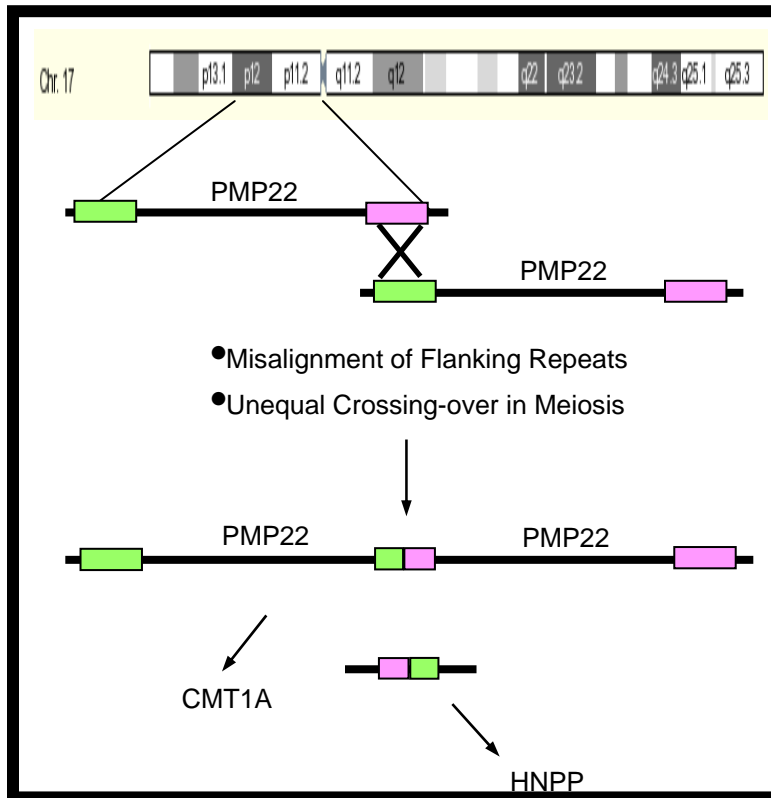 Chr. 17 p13.1 p12 p11.2 q11.2 q12 q22 q23.2 q24.3 q25.1 q25.3
PMP22
PMP22
●Misalignment of Flanking Repeats
●Unequal Crossing-over in Meiosis
PMP22 PMP22
CMT1A
HNPP